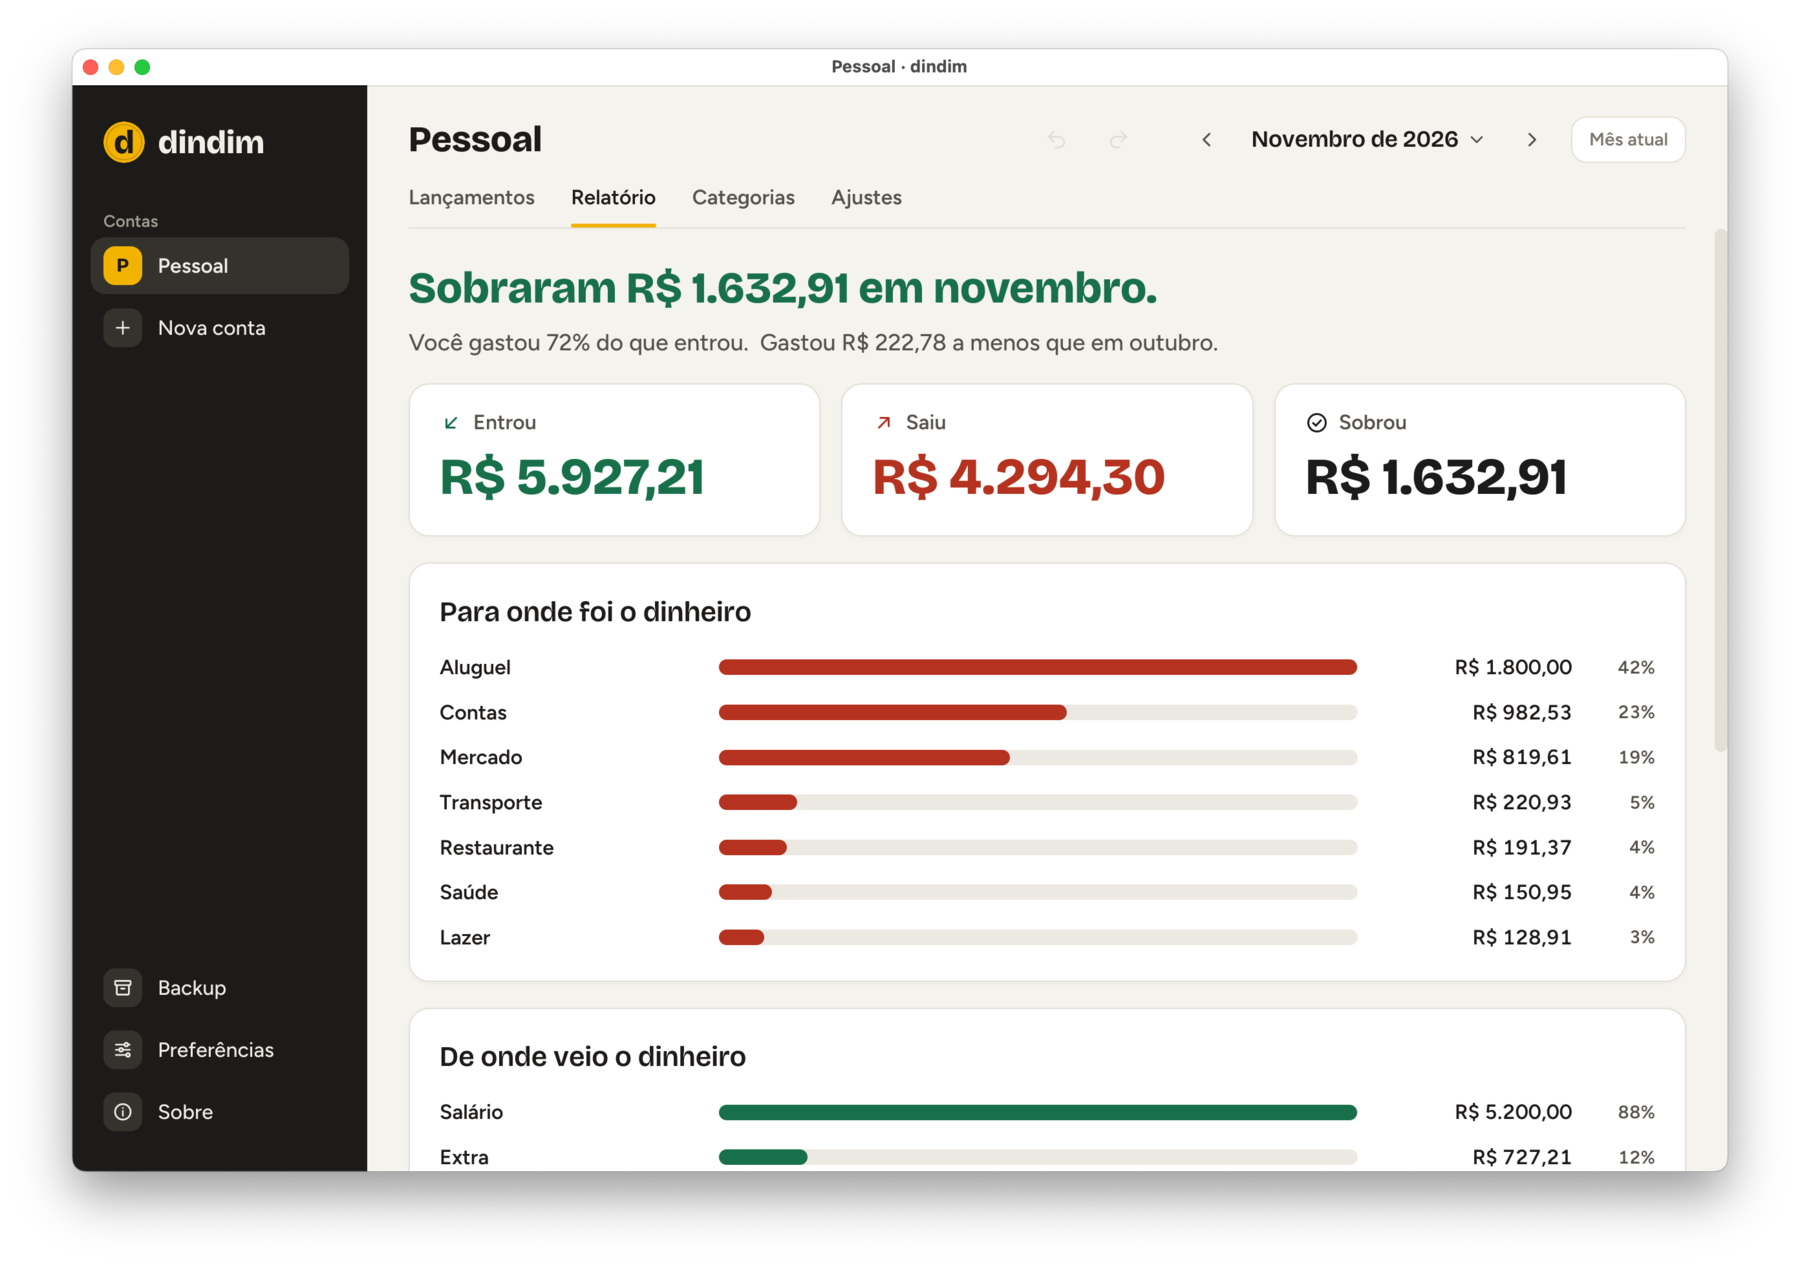 Pessoal · dindim
d dindim
Contas
P Pessoal
Nova conta
Backup
Preferências
Sobre
Pessoal
Novembro de 2026
Mês atual
Lançamentos Relatório Categorias Ajustes
Sobraram R$ 1.632,91 em novembro.
Você gastou 72% do que entrou. Gastou R$ 222,78 a menos que em outubro.
Entrou
R$ 5.927,21
Saiu
R$ 4.294,30
Sobrou
R$ 1.632,91
Para onde foi o dinheiro
Aluguel R$ 1.800,00 42%
Contas R$ 982,53 23%
Mercado R$ 819,61 19%
Transporte R$ 220,93 5%
Restaurante R$ 191,37 4%
Saúde R$ 150,95 4%
Lazer R$ 128,91 3%
De onde veio o dinheiro
Salário R$ 5.200,00 88%
Extra R$ 727,21 12%